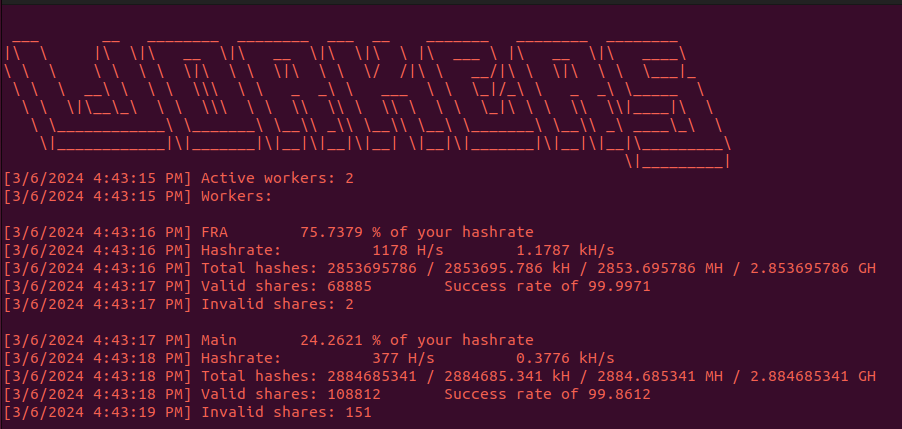 WORKERS
[3/6/2024 4:43:15 PM] Active workers: 2
[3/6/2024 4:43:15 PM] Workers:
[3/6/2024 4:43:16 PM] FRA        75.7379 % of your hashrate
[3/6/2024 4:43:16 PM] Hashrate:          1178 H/s        1.1787 kH/s
[3/6/2024 4:43:16 PM] Total hashes: 2853695786 / 2853695.786 kH / 2853.695786 MH / 2.853695786 GH
[3/6/2024 4:43:17 PM] Valid shares: 68885        Success rate of 99.9971
[3/6/2024 4:43:17 PM] Invalid shares: 2
[3/6/2024 4:43:17 PM] Main       24.2621 % of your hashrate
[3/6/2024 4:43:18 PM] Hashrate:          377 H/s         0.3776 kH/s
[3/6/2024 4:43:18 PM] Total hashes: 2884685341 / 2884685.341 kH / 2884.685341 MH / 2.884685341 GH
[3/6/2024 4:43:18 PM] Valid shares: 108812       Success rate of 99.8612
[3/6/2024 4:43:19 PM] Invalid shares: 151